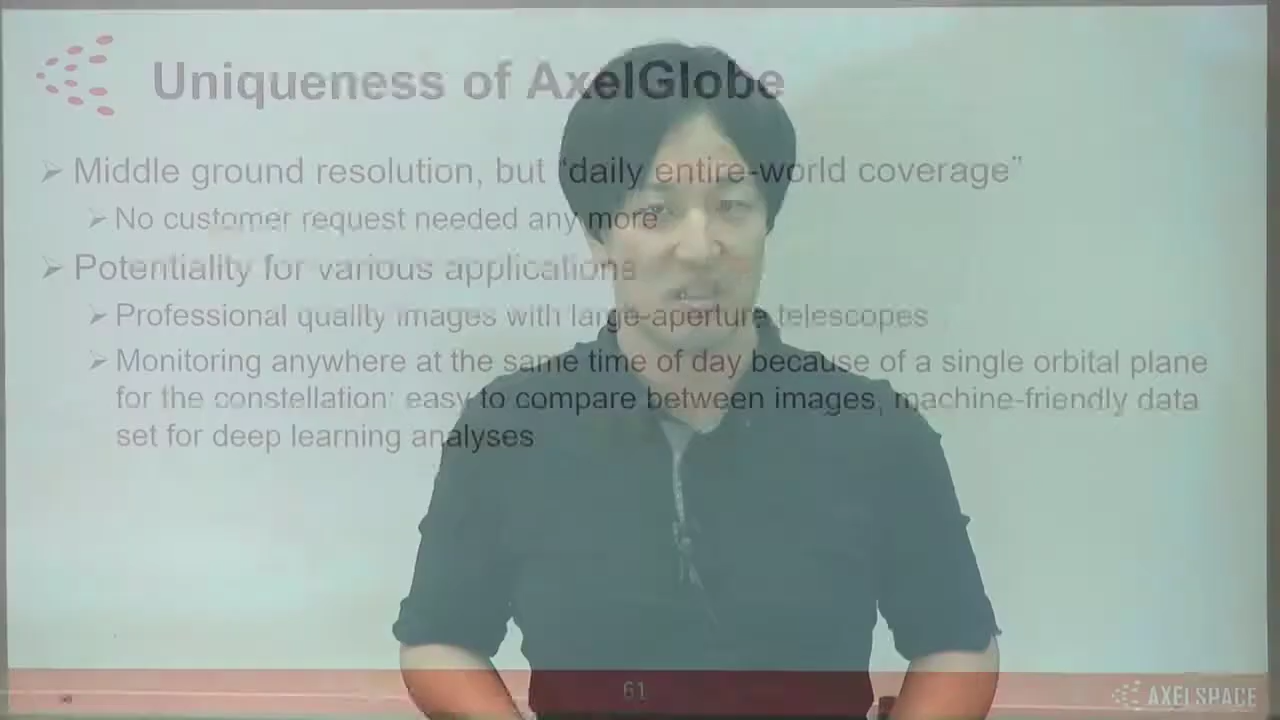 Uniqueness of AxelGlobe
Middle ground resolution, but “daily entire-world coverage”
No customer request needed any more
Potentiality for various applications
Professional quality images with large-aperture telescopes
Monitoring anywhere at the same time of day because of a single orbital plane
for the constellation: easy to compare between images, machine-friendly data
set for deep learning analyses
61
AXELSPACE